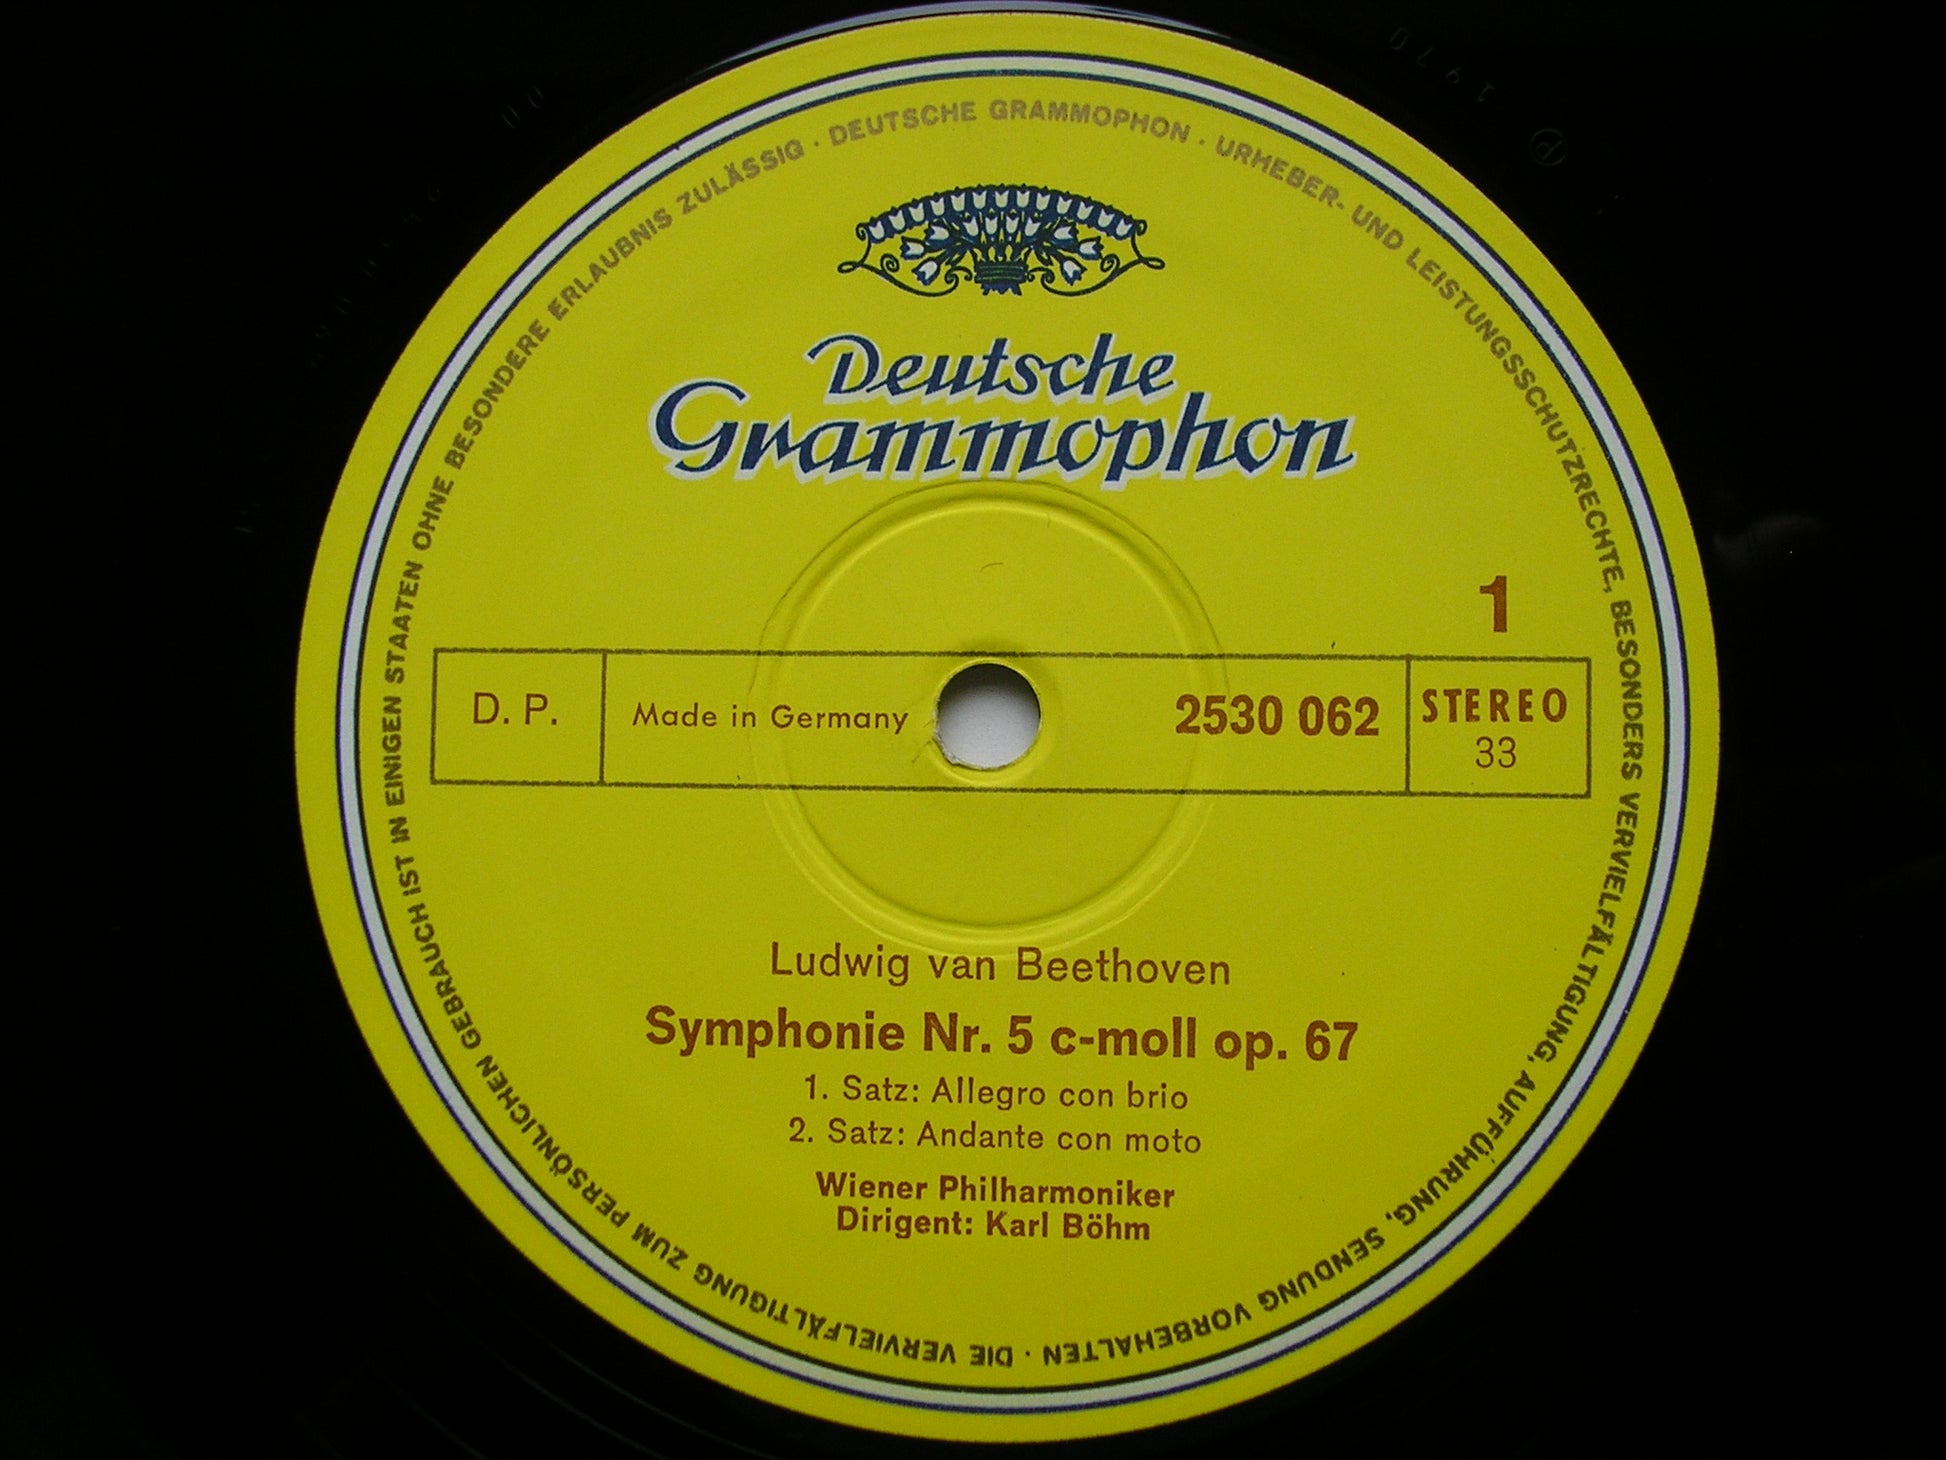 DEUTSCHE GRAMMOPHON · URHEBER- UND LEISTUNGSSCHUTZRECHTE, BESONDERS VERVIELFÄLTIGUNG, AUFFÜHRUNG, SENDUNG VORBEHALTEN · DIE VERVIELFÄLTIGUNG ZUM PERSÖNLICHEN GEBRAUCH IST IN EINIGEN STAATEN OHNE BESONDERE ERLAUBNIS ZULÄSSIG ·
Deutsche
Grammophon
1
D. P. Made in Germany 2530 062 STEREO
33
Ludwig van Beethoven
Symphonie Nr. 5 c-moll op. 67
1. Satz: Allegro con brio
2. Satz: Andante con moto
Wiener Philharmoniker
Dirigent: Karl Böhm
Ⓟ 1970